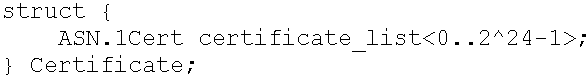 struct {
    ASN.1Cert certificate_list<0..2^24-1>;
} Certificate;